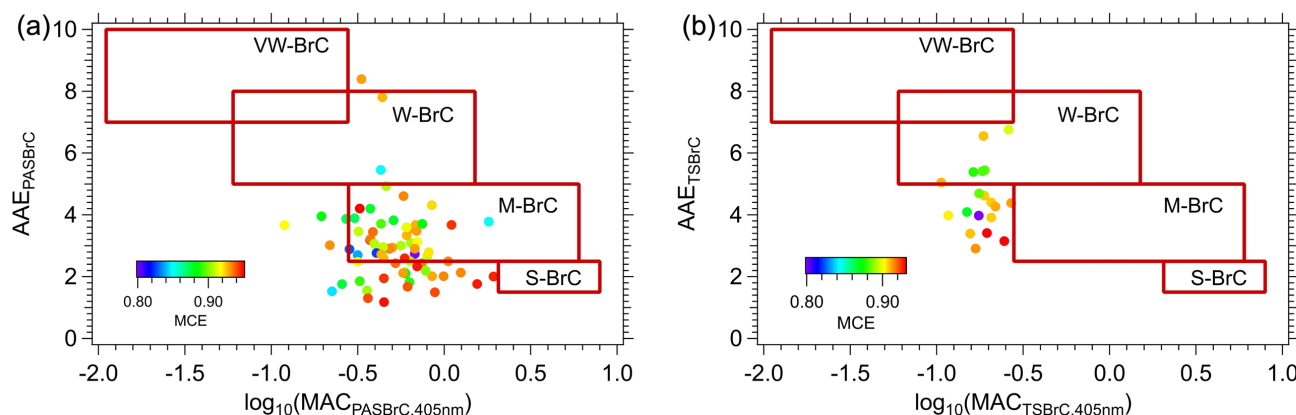 (a)
10
8
6
4
2
0
AAE_PASBrC
VW-BrC
W-BrC
M-BrC
S-BrC
0.80 0.90
MCE
-2.0 -1.5 -1.0 -0.5 0.0 0.5 1.0
log10(MAC_PASBrC,405nm)
(b)
10
8
6
4
2
0
AAE_TSBrC
VW-BrC
W-BrC
M-BrC
S-BrC
0.80 0.90
MCE
-2.0 -1.5 -1.0 -0.5 0.0 0.5 1.0
log10(MAC_TSBrC,405nm)